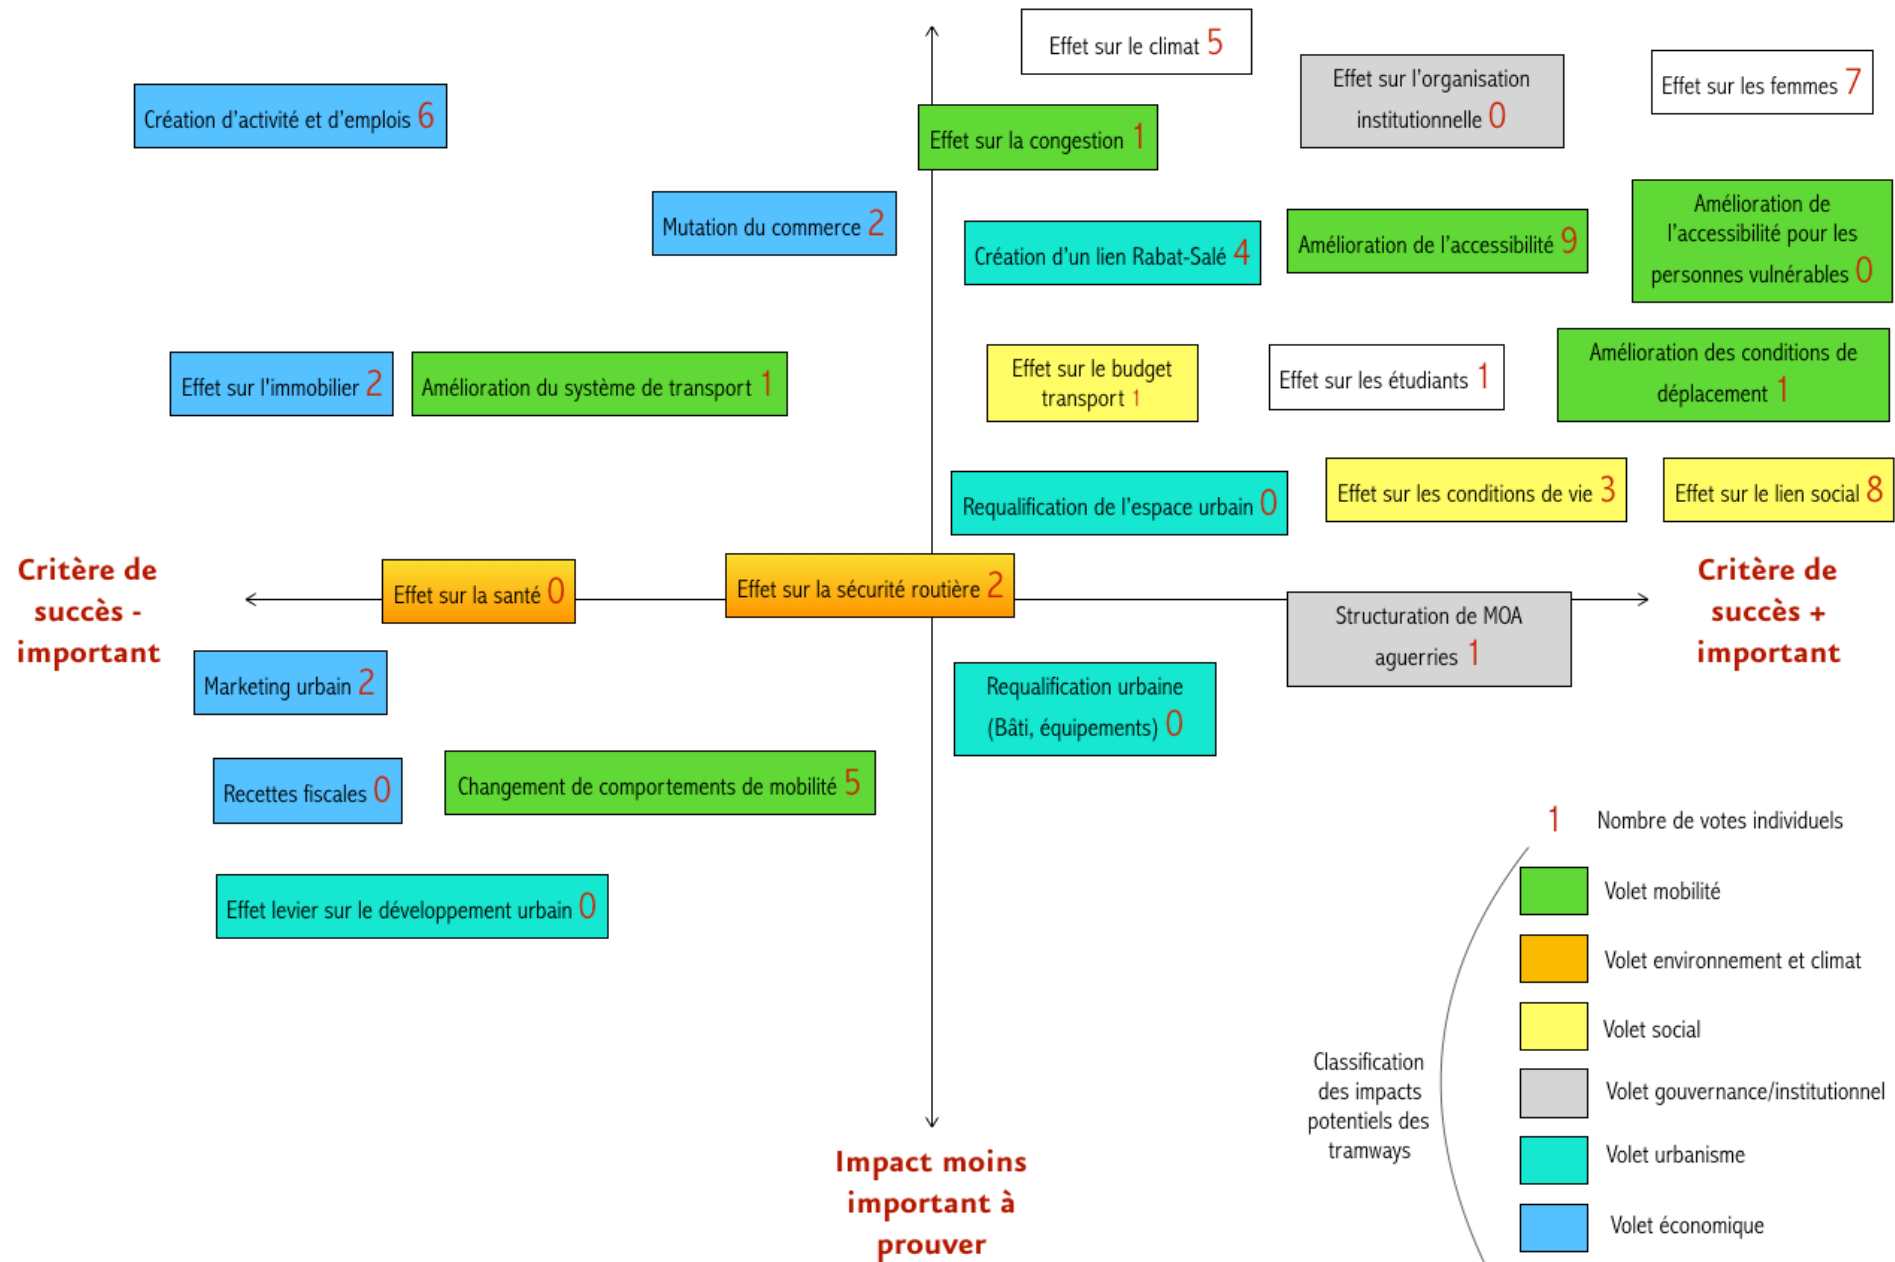 Effet sur le climat 5
Effet sur l'organisation
institutionnelle 0
Effet sur les femmes 7
Création d'activité et d'emplois 6
Effet sur la congestion 1
Mutation du commerce 2
Création d'un lien Rabat-Salé 4
Amélioration de l'accessibilité 9
Amélioration de
l'accessibilité pour les
personnes vulnérables 0
Effet sur l'immobilier 2
Amélioration du système de transport 1
Effet sur le budget
transport 1
Effet sur les étudiants 1
Amélioration des conditions de
déplacement 1
Requalification de l'espace urbain 0
Effet sur les conditions de vie 3
Effet sur le lien social 8
Critère de
succès -
important
Effet sur la santé 0
Effet sur la sécurité routière 2
Structuration de MOA
aguerries 1
Critère de
succès +
important
Marketing urbain 2
Requalification urbaine
(Bâti, équipements) 0
Recettes fiscales 0
Changement de comportements de mobilité 5
Effet levier sur le développement urbain 0
Impact moins
important à
prouver
1 Nombre de votes individuels
Classification
des impacts
potentiels des
tramways
Volet mobilité
Volet environnement et climat
Volet social
Volet gouvernance/institutionnel
Volet urbanisme
Volet économique